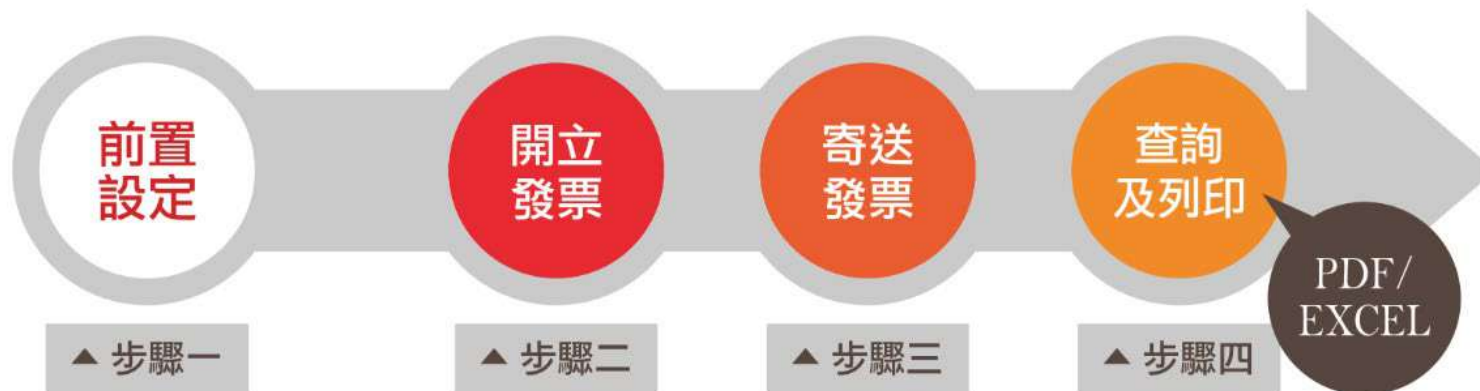 前置
設定
開立
發票
寄送
發票
查詢
及列印
PDF/
EXCEL
▲ 步驟一
▲ 步驟二
▲ 步驟三
▲ 步驟四